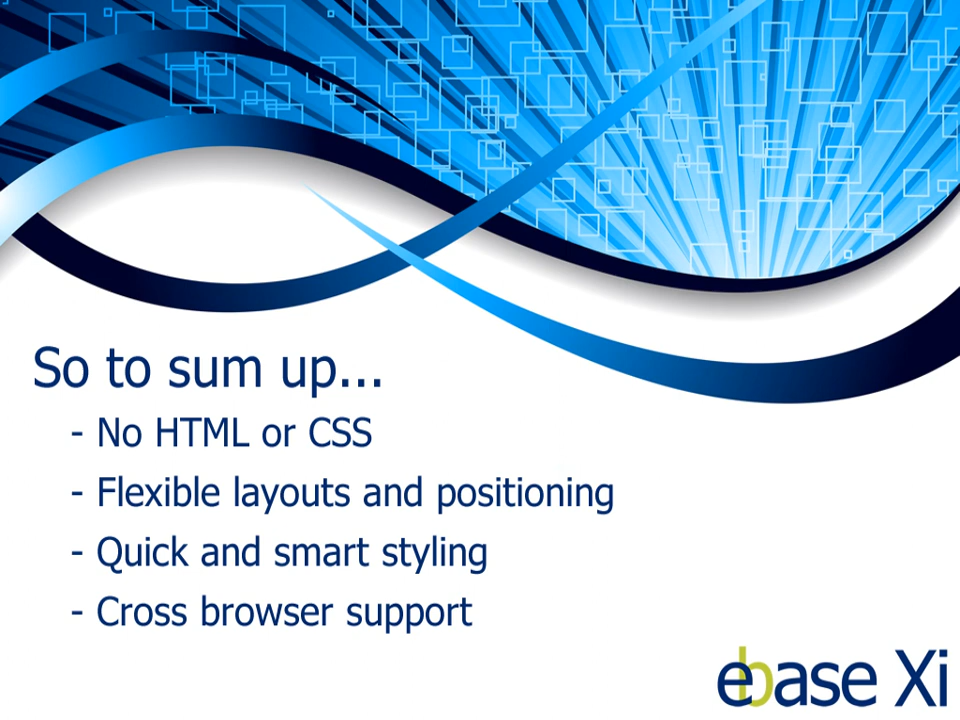 So to sum up...
- No HTML or CSS
- Flexible layouts and positioning
- Quick and smart styling
- Cross browser support
ebase Xi